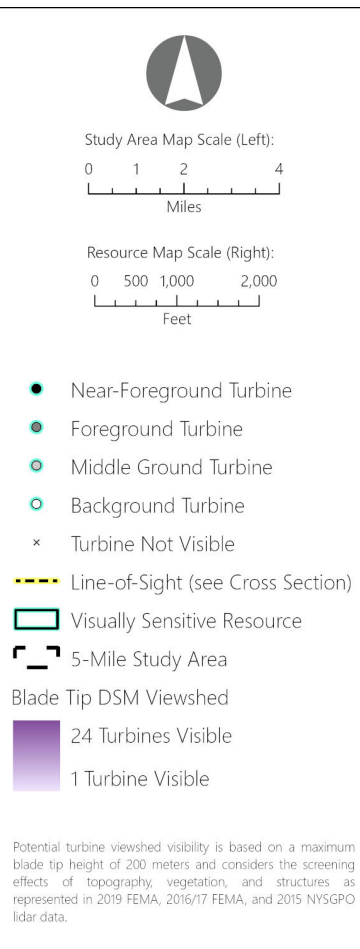 Study Area Map Scale (Left):
0 1 2 4
Miles
Resource Map Scale (Right):
0 500 1,000 2,000
Feet
Near-Foreground Turbine
Foreground Turbine
Middle Ground Turbine
Background Turbine
Turbine Not Visible
Line-of-Sight (see Cross Section)
Visually Sensitive Resource
5-Mile Study Area
Blade Tip DSM Viewshed
24 Turbines Visible
1 Turbine Visible
Potential turbine viewshed visibility is based on a maximum
blade tip height of 200 meters and considers the screening
effects of topography, vegetation, and structures as
represented in 2019 FEMA, 2016/17 FEMA, and 2015 NYSGPO
lidar data.